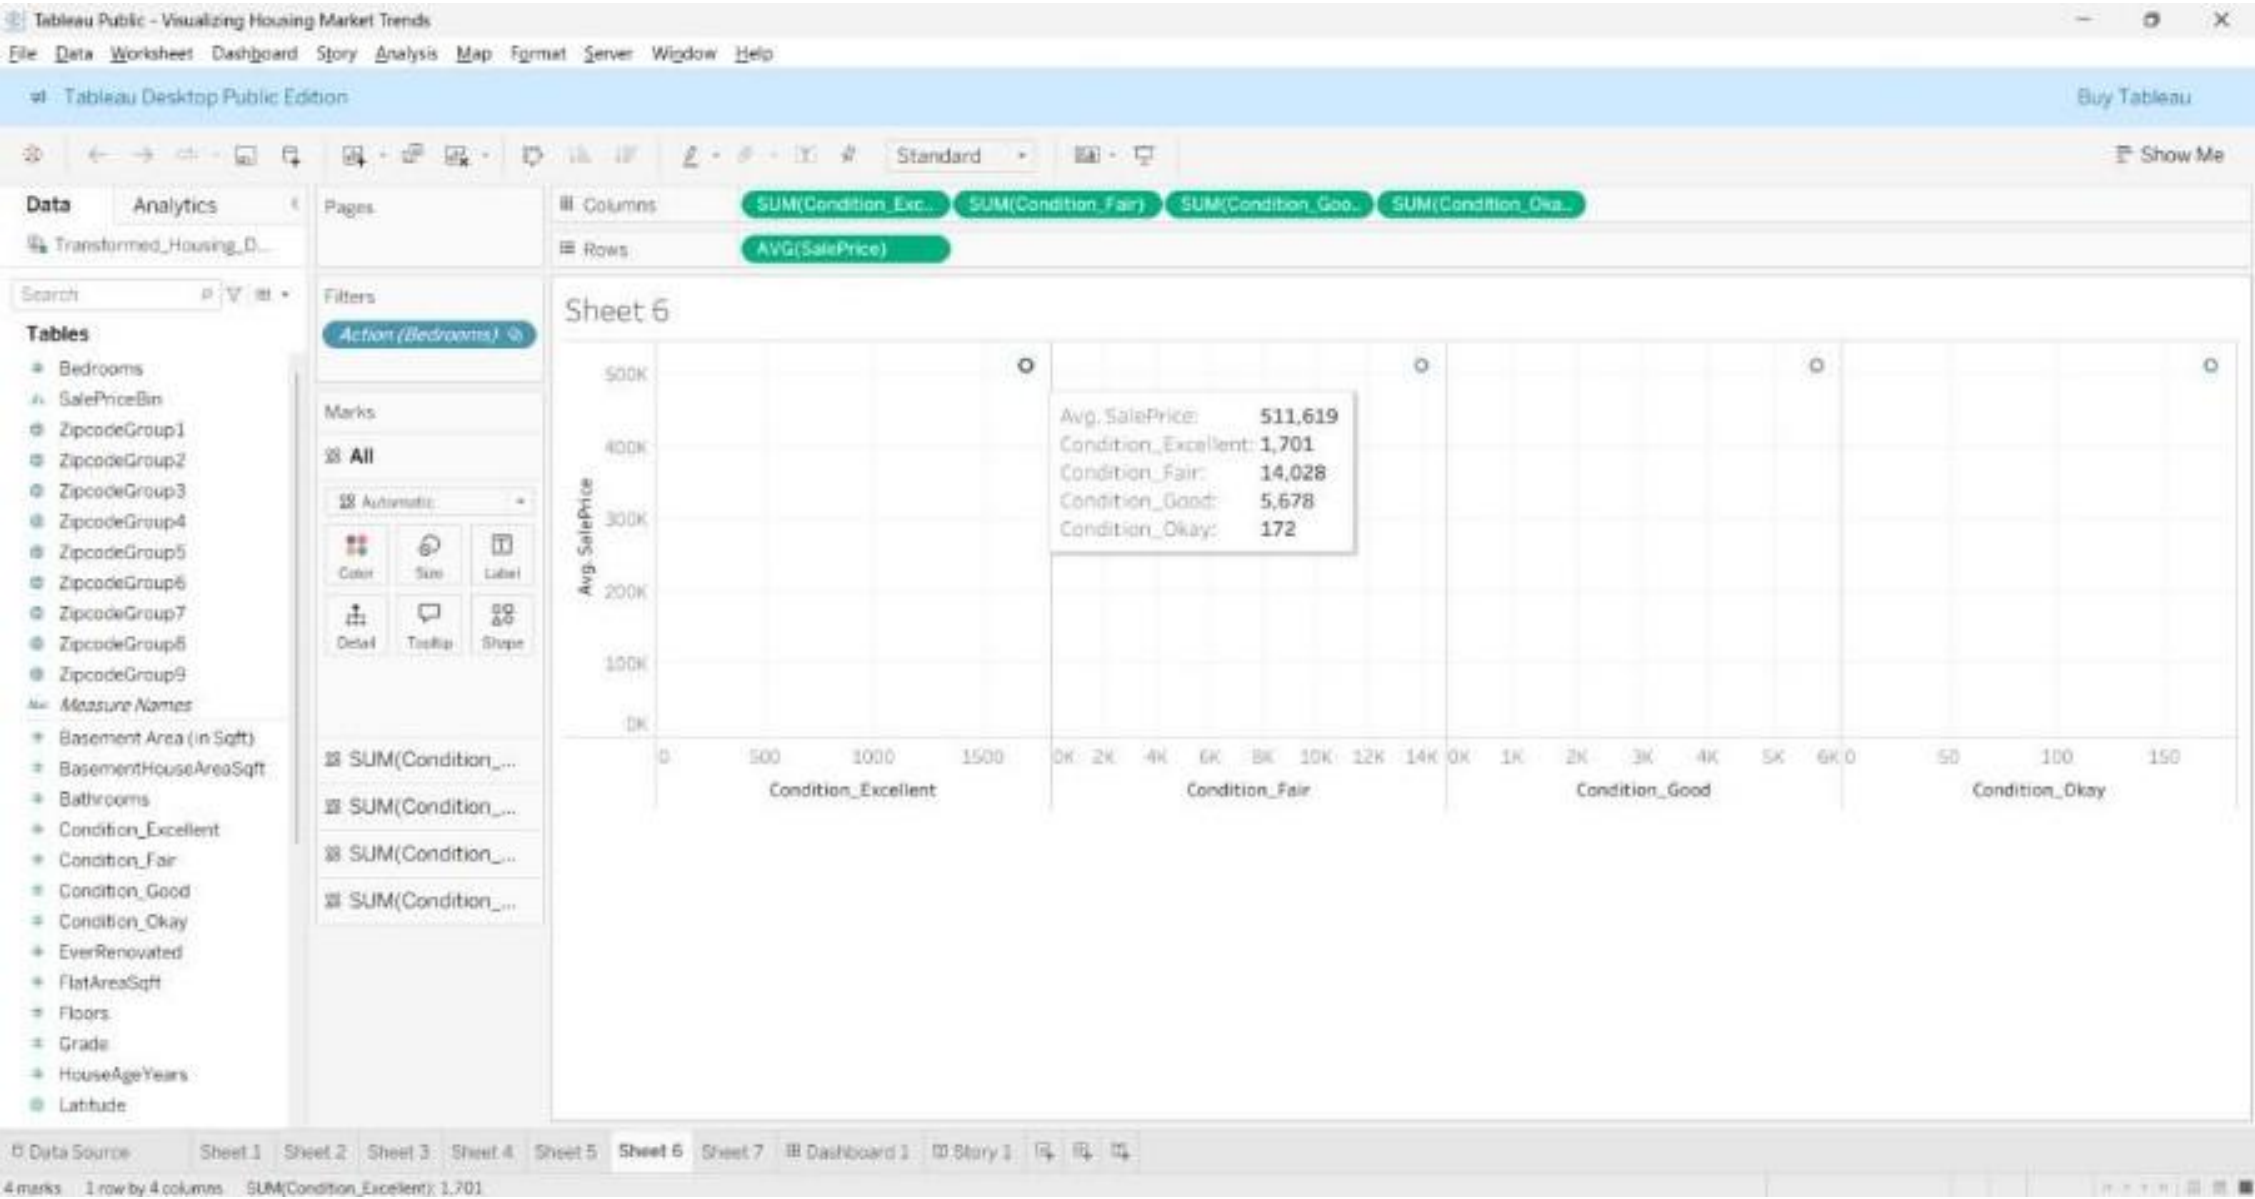 Tableau Public - Visualizing Housing Market Trends
File Data Worksheet Dashboard Story Analysis Map Format Server Window Help
Tableau Desktop Public Edition
Buy Tableau
Standard
Show Me
Data Analytics
Transformed_Housing_D...
Search
Tables
Bedrooms
SalePriceBin
ZipcodeGroup1
ZipcodeGroup2
ZipcodeGroup3
ZipcodeGroup4
ZipcodeGroup5
ZipcodeGroup6
ZipcodeGroup7
ZipcodeGroup8
ZipcodeGroup9
Abc Measure Names
Basement Area (in Sqft)
BasementHouseAreaSqft
Bathrooms
Condition_Excellent
Condition_Fair
Condition_Good
Condition_Okay
EverRenovated
FlatAreaSqft
Floors
Grade
HouseAgeYears
Latitude
Pages
Filters
Action (Bedrooms)
Marks
All
Automatic
Color Size Label
Detail Tooltip Shape
SUM(Condition_...
SUM(Condition_...
SUM(Condition_...
SUM(Condition_...
Columns SUM(Condition_Exc.. SUM(Condition_Fair) SUM(Condition_Goo.. SUM(Condition_Oka..
Rows AVG(SalePrice)
Sheet 6
Avg. SalePrice
500K
400K
300K
200K
100K
0K
Avg. SalePrice: 511,619
Condition_Excellent: 1,701
Condition_Fair: 14,028
Condition_Good: 5,678
Condition_Okay: 172
0 500 1000 1500 0K 2K 4K 6K 8K 10K 12K 14K 0K 1K 2K 3K 4K 5K 6K 0 50 100 150
Condition_Excellent Condition_Fair Condition_Good Condition_Okay
Data Source Sheet 1 Sheet 2 Sheet 3 Sheet 4 Sheet 5 Sheet 6 Sheet 7 Dashboard 1 Story 1
4 marks 1 row by 4 columns SUM(Condition_Excellent): 1,701